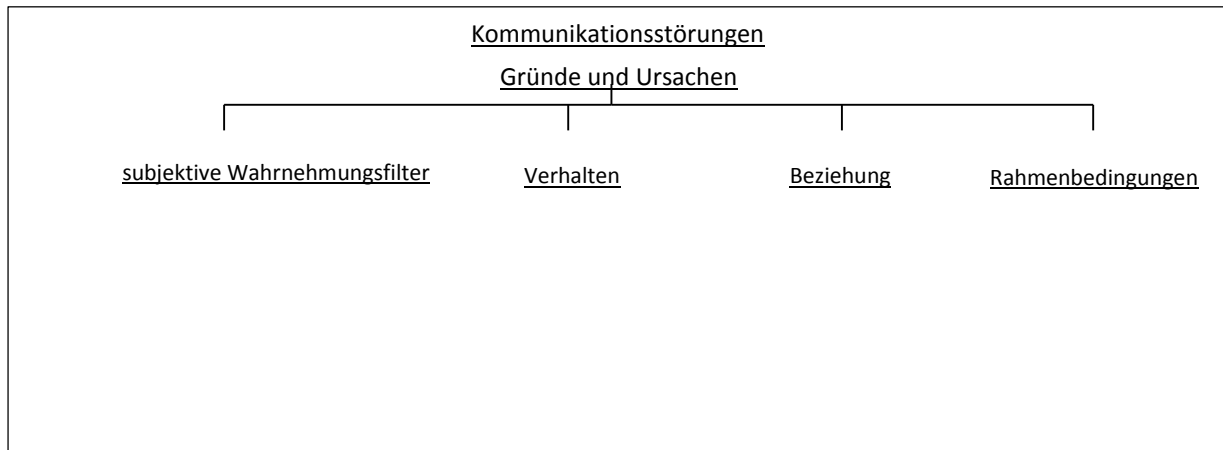 Kommunikationsstörungen
Gründe und Ursachen
subjektive Wahrnehmungsfilter
Verhalten
Beziehung
Rahmenbedingungen